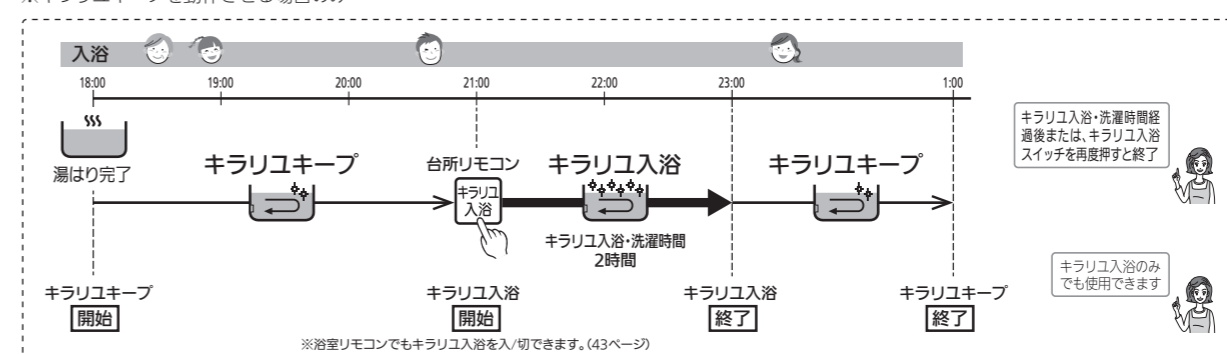 ※キラリユキープを動作させる場合のみ
入浴
18:00 19:00 20:00 21:00 22:00 23:00 1:00
湯はり完了
キラリユキープ
台所リモコン
キラリユ
入浴
キラリユ入浴
キラリユ入浴・洗濯時間
2時間
キラリユキープ
キラリユ入浴・洗濯時間経
過後または、キラリユ入浴
スイッチを再度押すと終了
キラリユ入浴のみ
でも使用できます
キラリユキープ
開始
キラリユ入浴
開始
キラリユ入浴
終了
キラリユキープ
終了
※浴室リモコンでもキラリユ入浴を入/切できます。(43ページ)